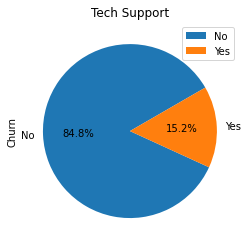 Tech Support
No
Yes
Yes
15.2%
84.8%
No
Churn